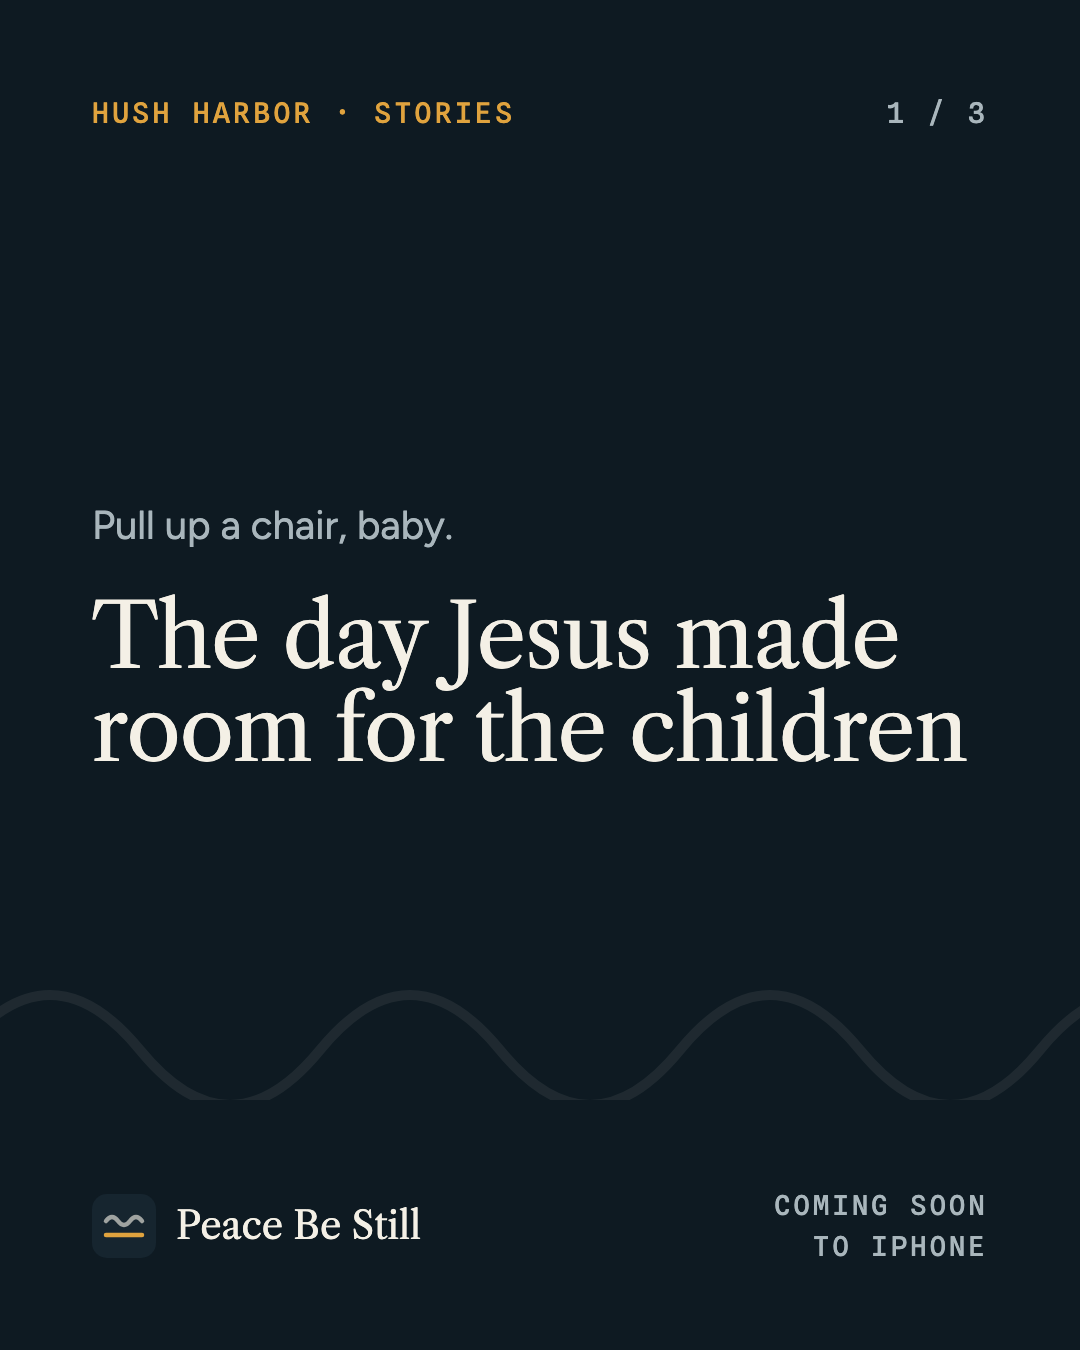 HUSH HARBOR · STORIES
1 / 3
Pull up a chair, baby.
The day Jesus made
room for the children
Peace Be Still
COMING SOON
TO IPHONE